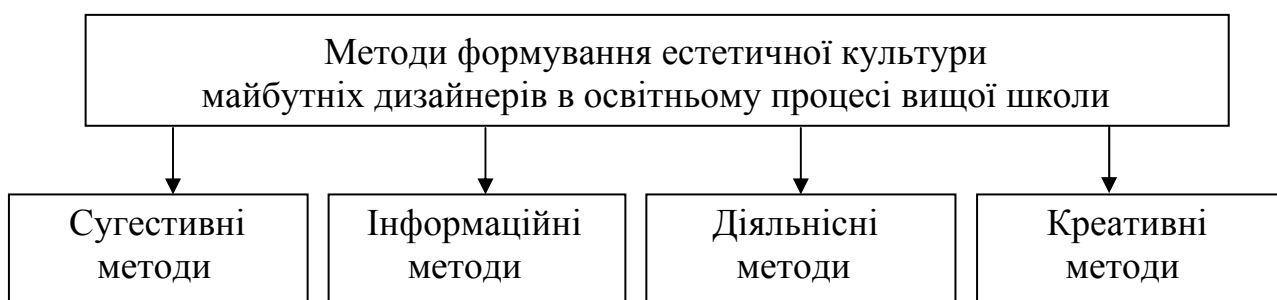 Методи формування естетичної культури
майбутніх дизайнерів в освітньому процесі вищої школи
Сугестивні
методи
Інформаційні
методи
Діяльнісні
методи
Креативні
методи